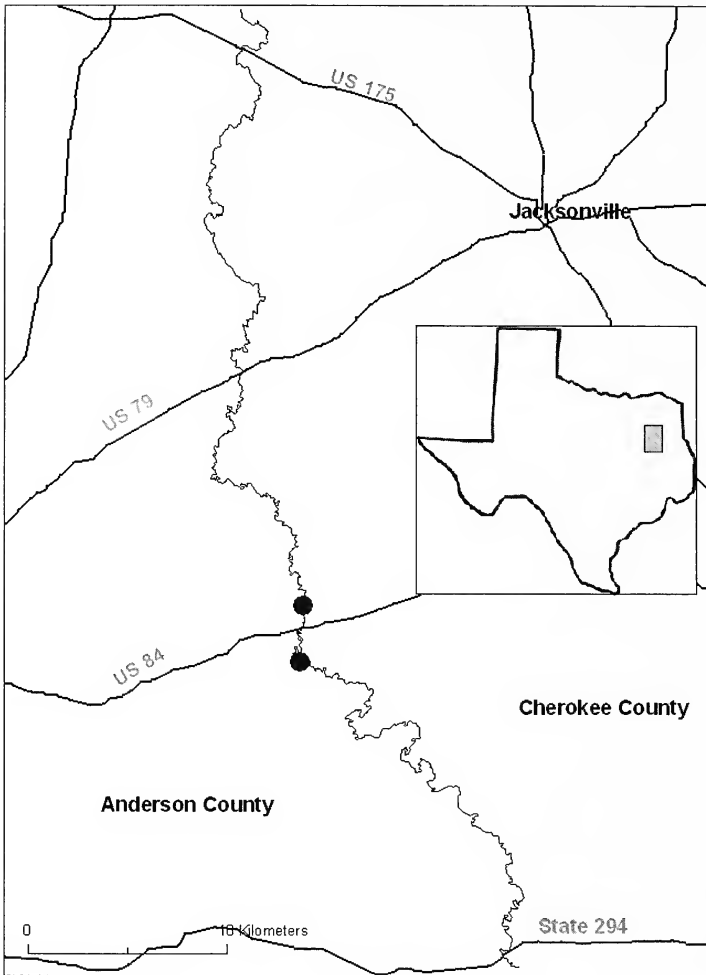 US 175
Jacksonville
US 79
US 84
Cherokee County
Anderson County
0 10 Kilometers
State 294